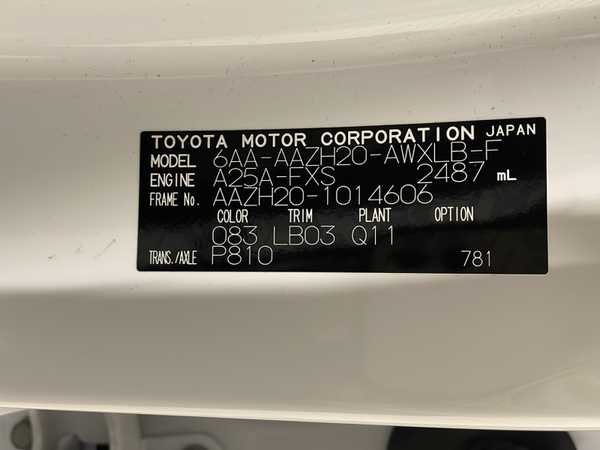 TOYOTA MOTOR CORPORATION JAPAN
MODEL 6AA-AAZH20-AWXLB-F
ENGINE A25A-FXS 2487 mL
FRAME No. AAZH20-1014606
COLOR TRIM PLANT OPTION
083 LB03 Q11
TRANS./AXLE P810 781